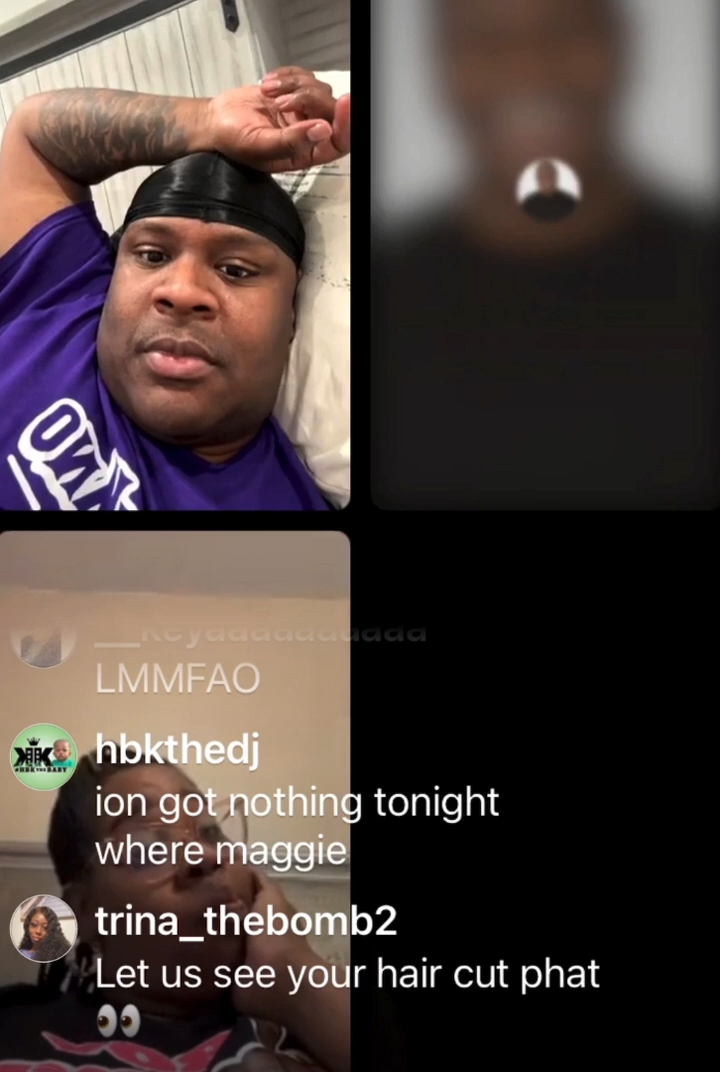 LMMFAO
hbkthedj
ion got nothing tonight
where maggie
trina_thebomb2
Let us see your hair cut phat
👀